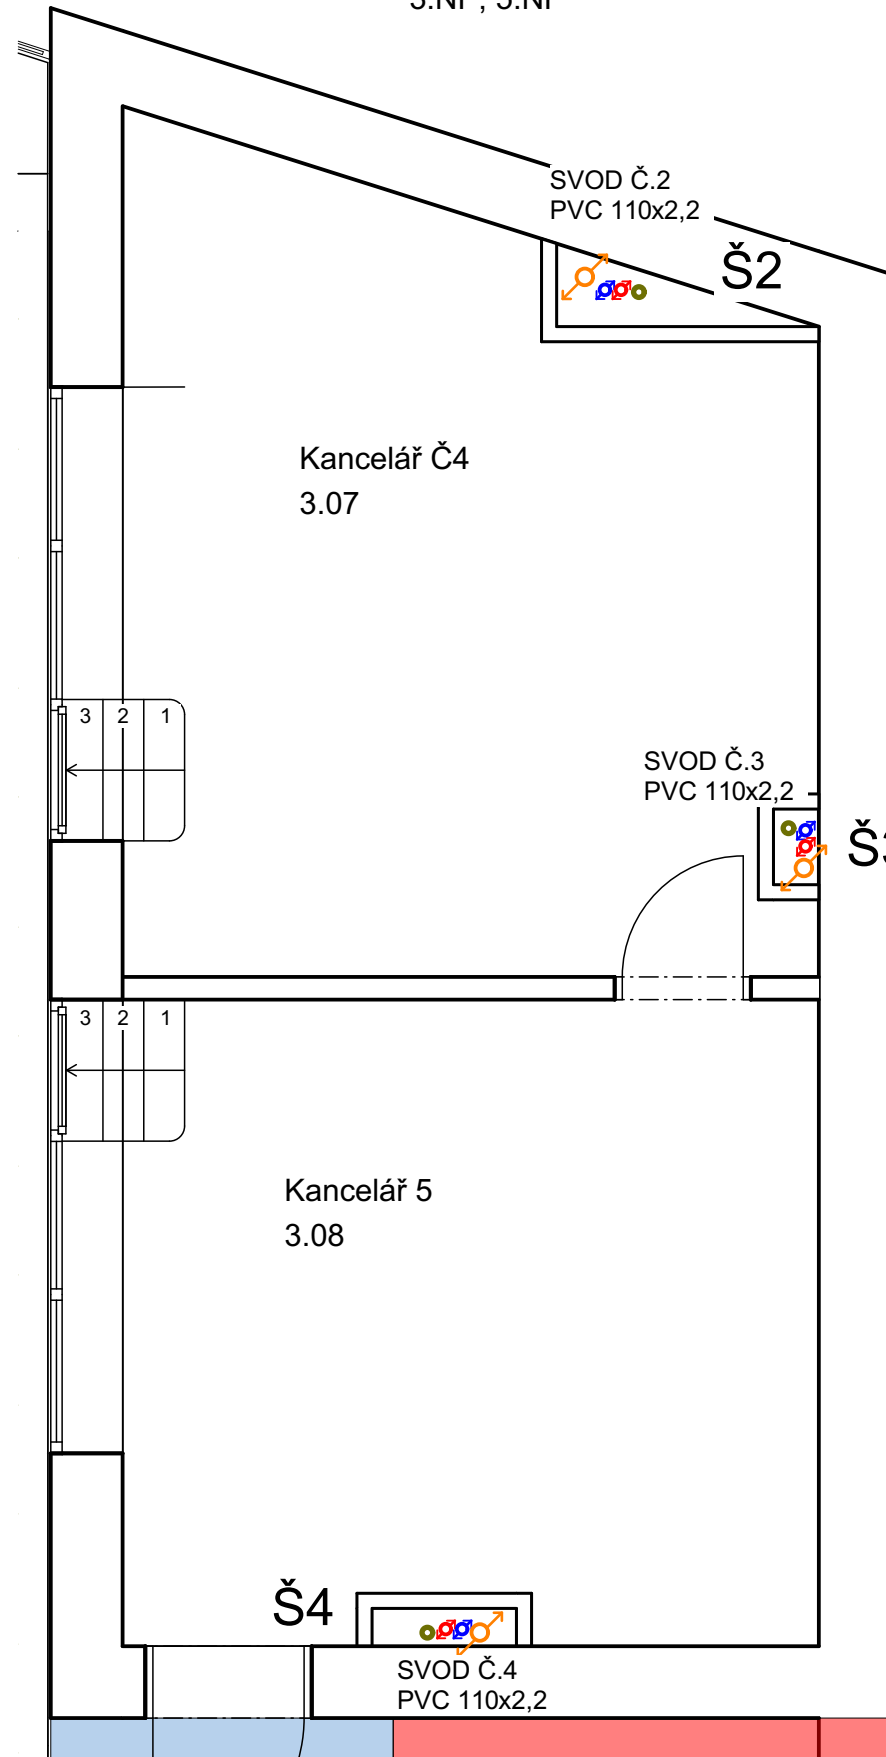 SVOD Č.2
PVC 110x2,2
Š2
Kancelář Č4
3.07
3 2 1
SVOD Č.3
PVC 110x2,2
3 2 1
Kancelář 5
3.08
Š4
SVOD Č.4
PVC 110x2,2